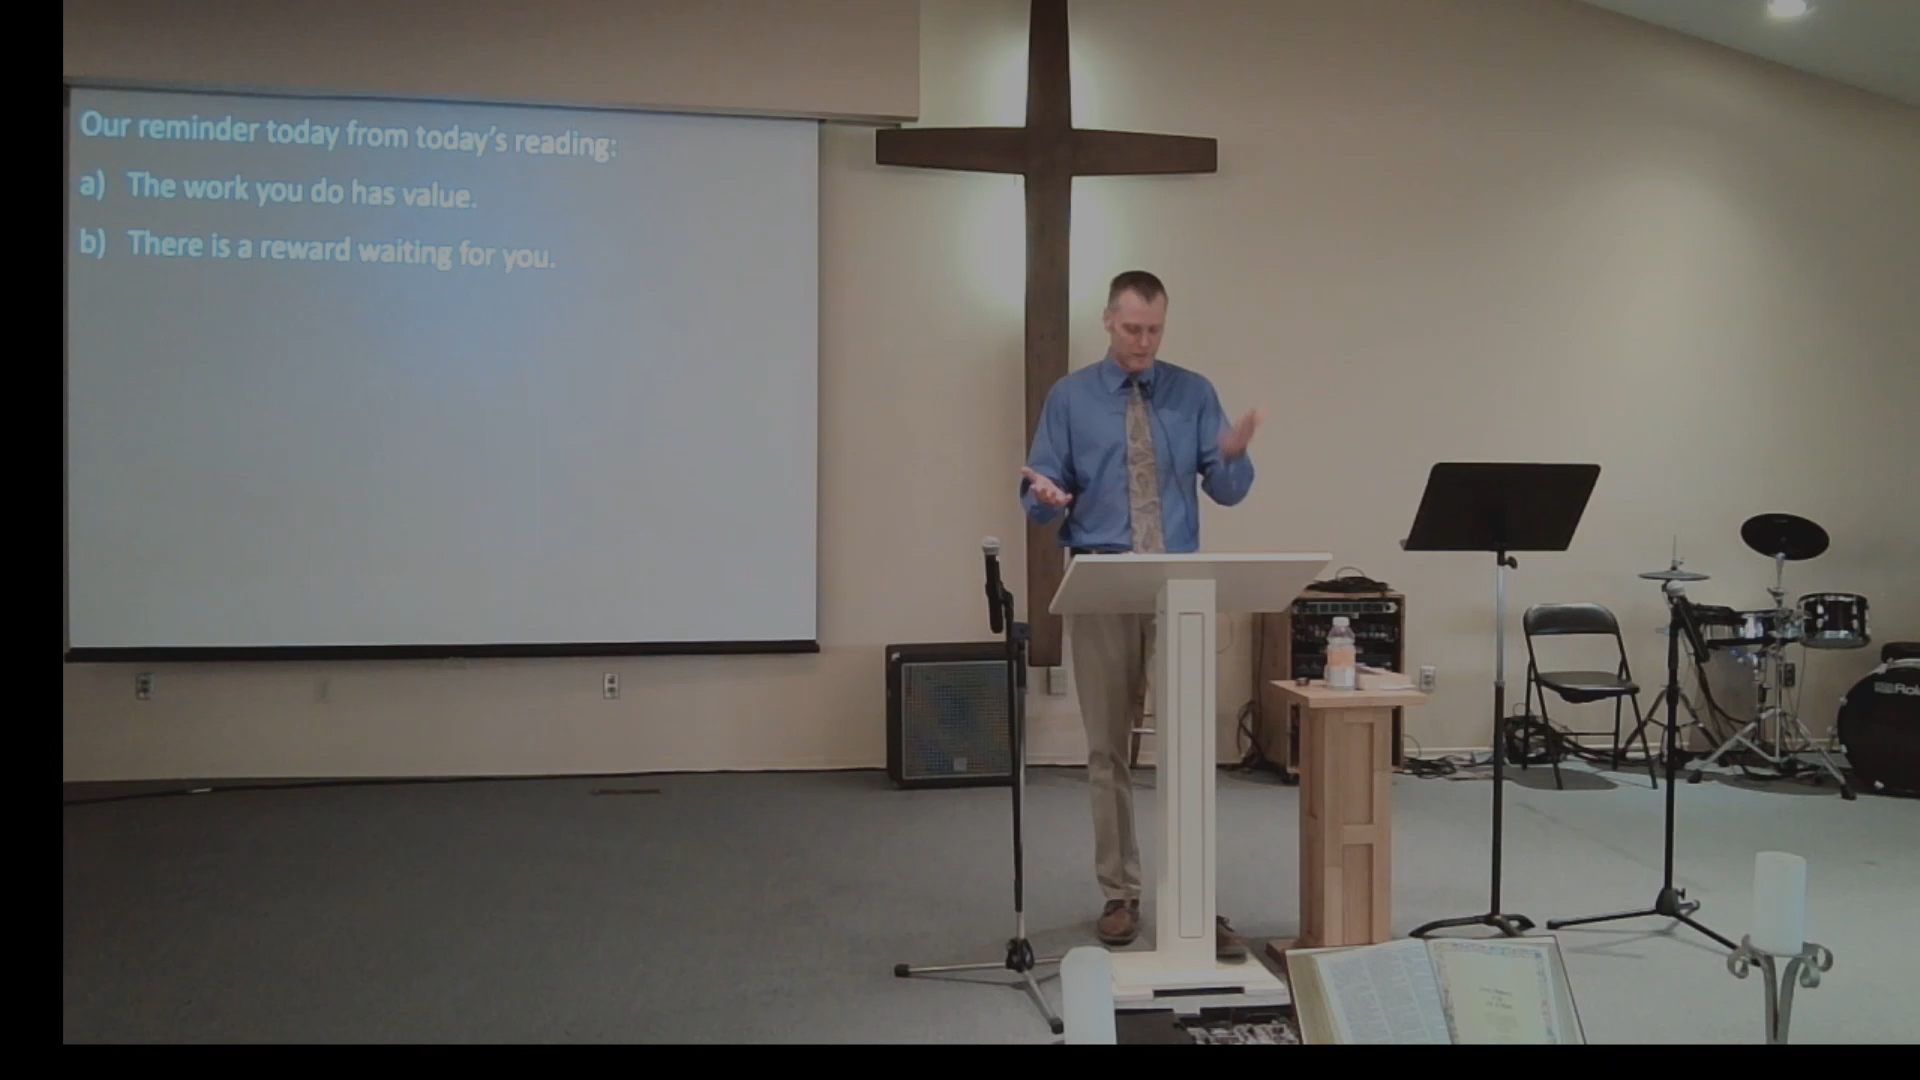 Our reminder today from today's reading:
a) The work you do has value.
b) There is a reward waiting for you.